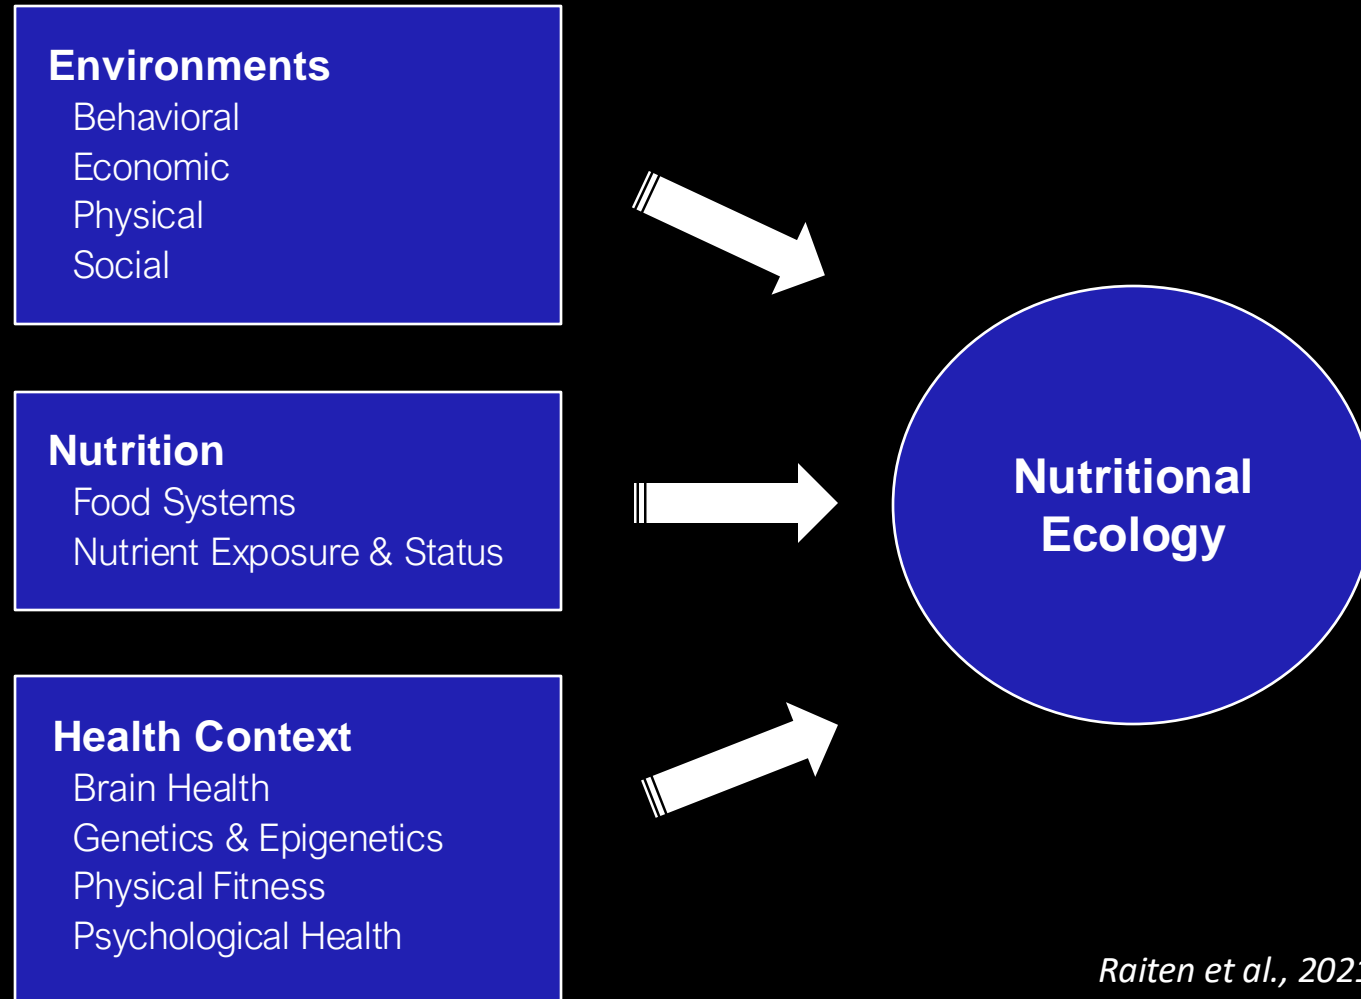 Environments
Behavioral
Economic
Physical
Social
Nutrition
Food Systems
Nutrient Exposure & Status
Health Context
Brain Health
Genetics & Epigenetics
Physical Fitness
Psychological Health
Nutritional
Ecology
Raiten et al., 2021